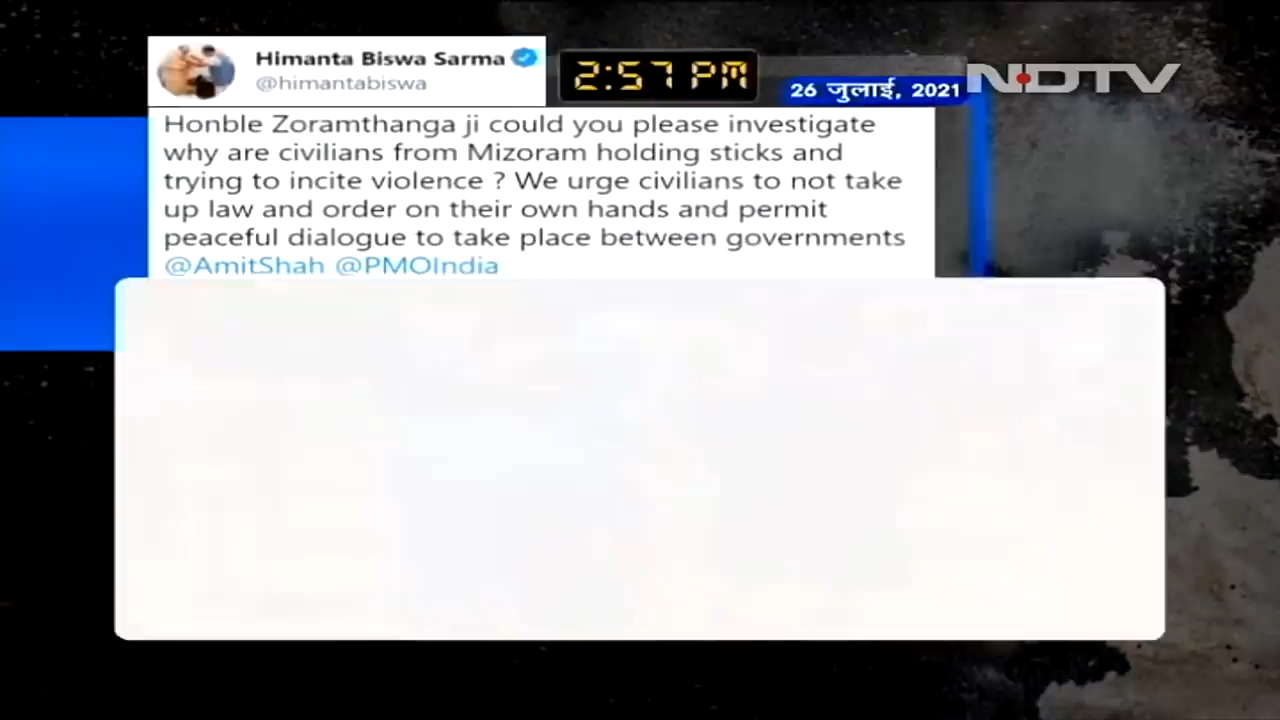 Himanta Biswa Sarma
@himantabiswa
2:57 PM
26 जुलाई, 2021
NDTV
Honble Zoramthanga ji could you please investigate
why are civilians from Mizoram holding sticks and
trying to incite violence ? We urge civilians to not take
up law and order on their own hands and permit
peaceful dialogue to take place between governments
@AmitShah @PMOIndia